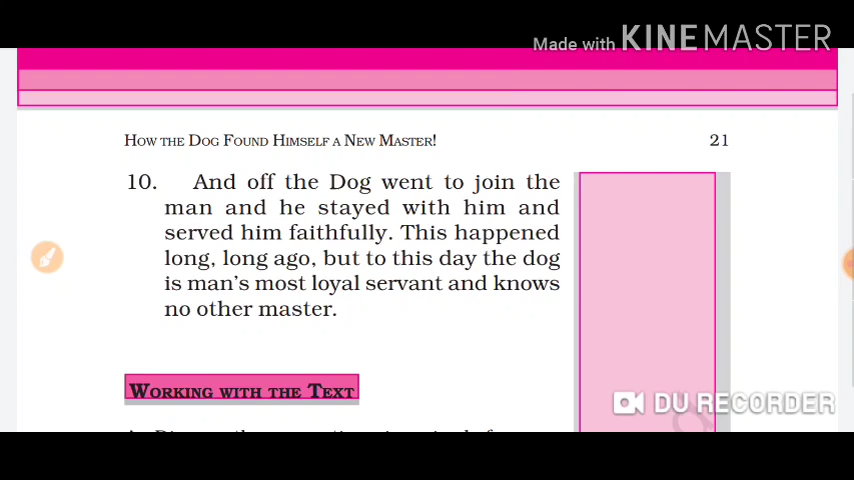 Made with KINEMASTER
HOW THE DOG FOUND HIMSELF A NEW MASTER! 21
10. And off the Dog went to join the
man and he stayed with him and
served him faithfully. This happened
long, long ago, but to this day the dog
is man's most loyal servant and knows
no other master.
WORKING WITH THE TEXT
DU RECORDER